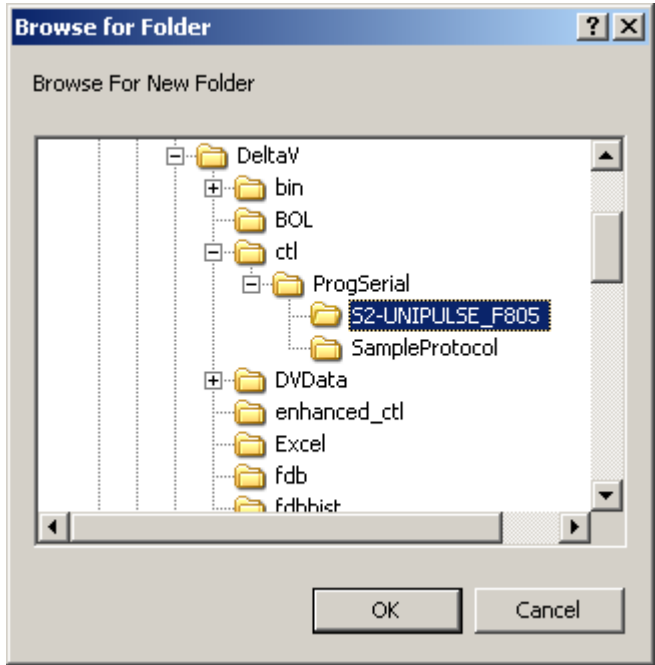 Browse for Folder
Browse For New Folder
DeltaV
bin
BOL
ctl
ProgSerial
S2-UNIPULSE_F805
SampleProtocol
DVData
enhanced_ctl
Excel
fdb
fdbhist
OK Cancel